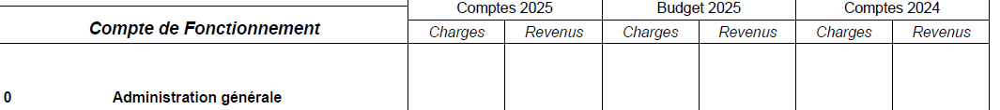 Comptes 2025 Budget 2025 Comptes 2024
Compte de Fonctionnement
Charges Revenus Charges Revenus Charges Revenus
0 Administration générale